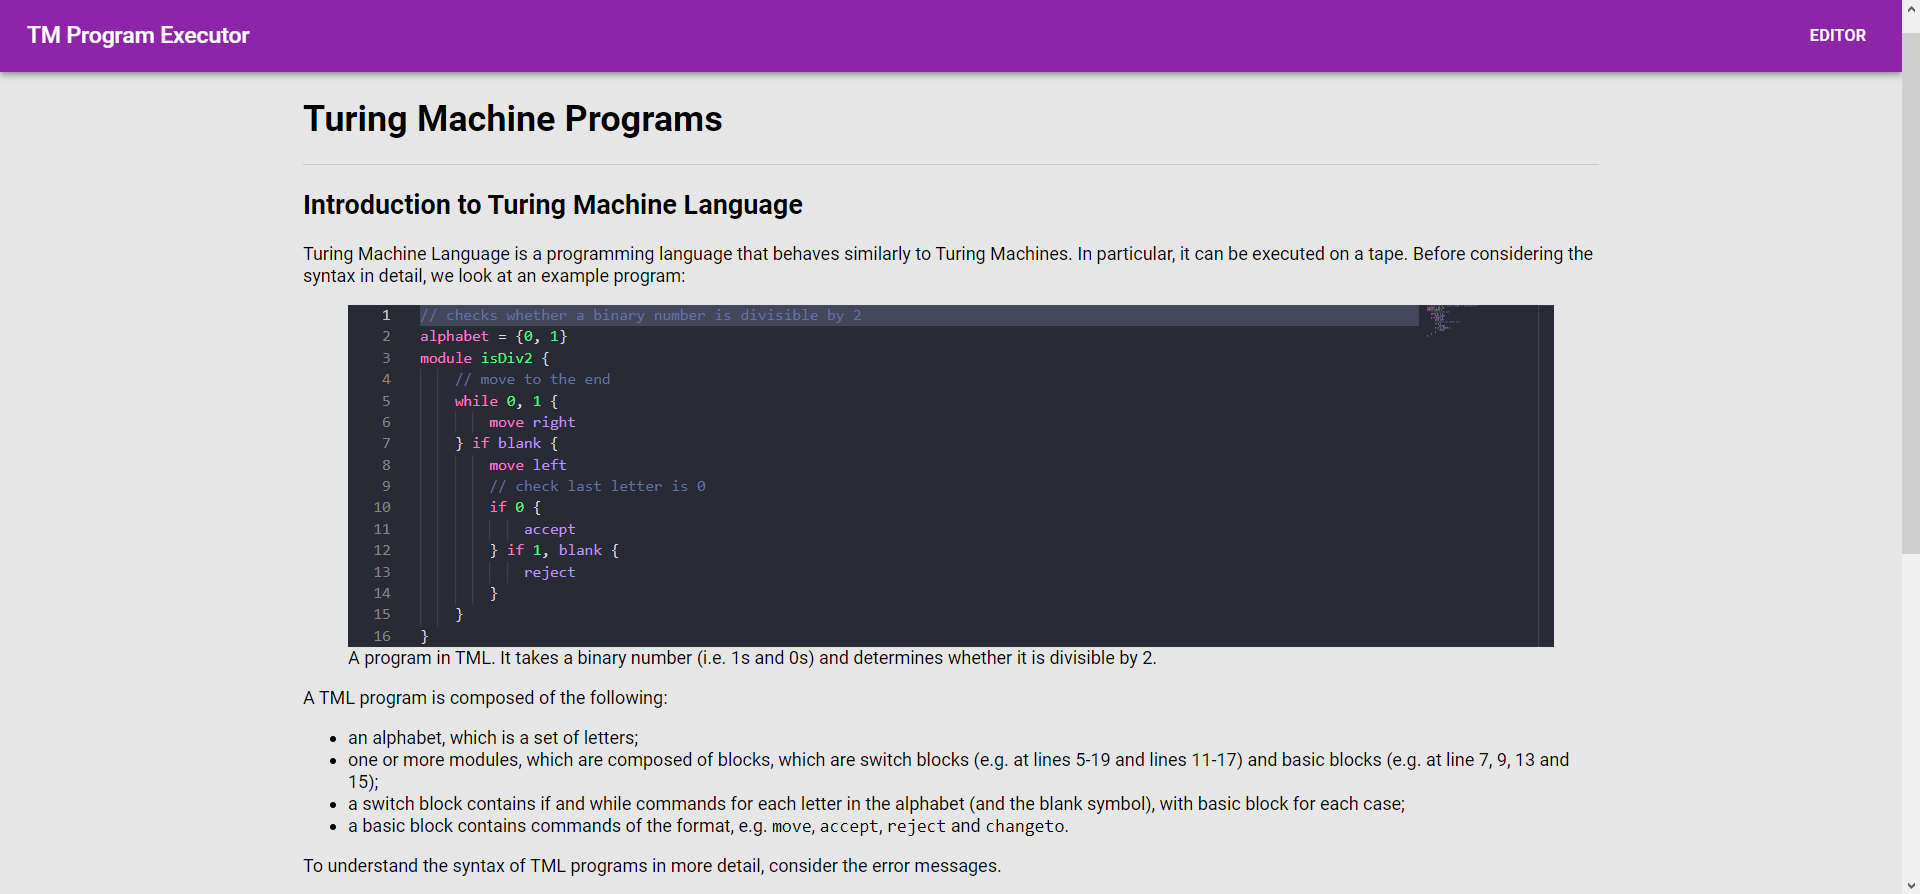 TM Program Executor
EDITOR
Turing Machine Programs
Introduction to Turing Machine Language
Turing Machine Language is a programming language that behaves similarly to Turing Machines. In particular, it can be executed on a tape. Before considering the
syntax in detail, we look at an example program:
1 // checks whether a binary number is divisible by 2
2 alphabet = {0, 1}
3 module isDiv2 {
4 // move to the end
5 while 0, 1 {
6 move right
7 } if blank {
8 move left
9 // check last letter is 0
10 if 0 {
11 accept
12 } if 1, blank {
13 reject
14 }
15 }
16 }
A program in TML. It takes a binary number (i.e. 1s and 0s) and determines whether it is divisible by 2.
A TML program is composed of the following:
• an alphabet, which is a set of letters;
• one or more modules, which are composed of blocks, which are switch blocks (e.g. at lines 5-19 and lines 11-17) and basic blocks (e.g. at line 7, 9, 13 and
15);
• a switch block contains if and while commands for each letter in the alphabet (and the blank symbol), with basic block for each case;
• a basic block contains commands of the format, e.g. move, accept, reject and changeto.
To understand the syntax of TML programs in more detail, consider the error messages.